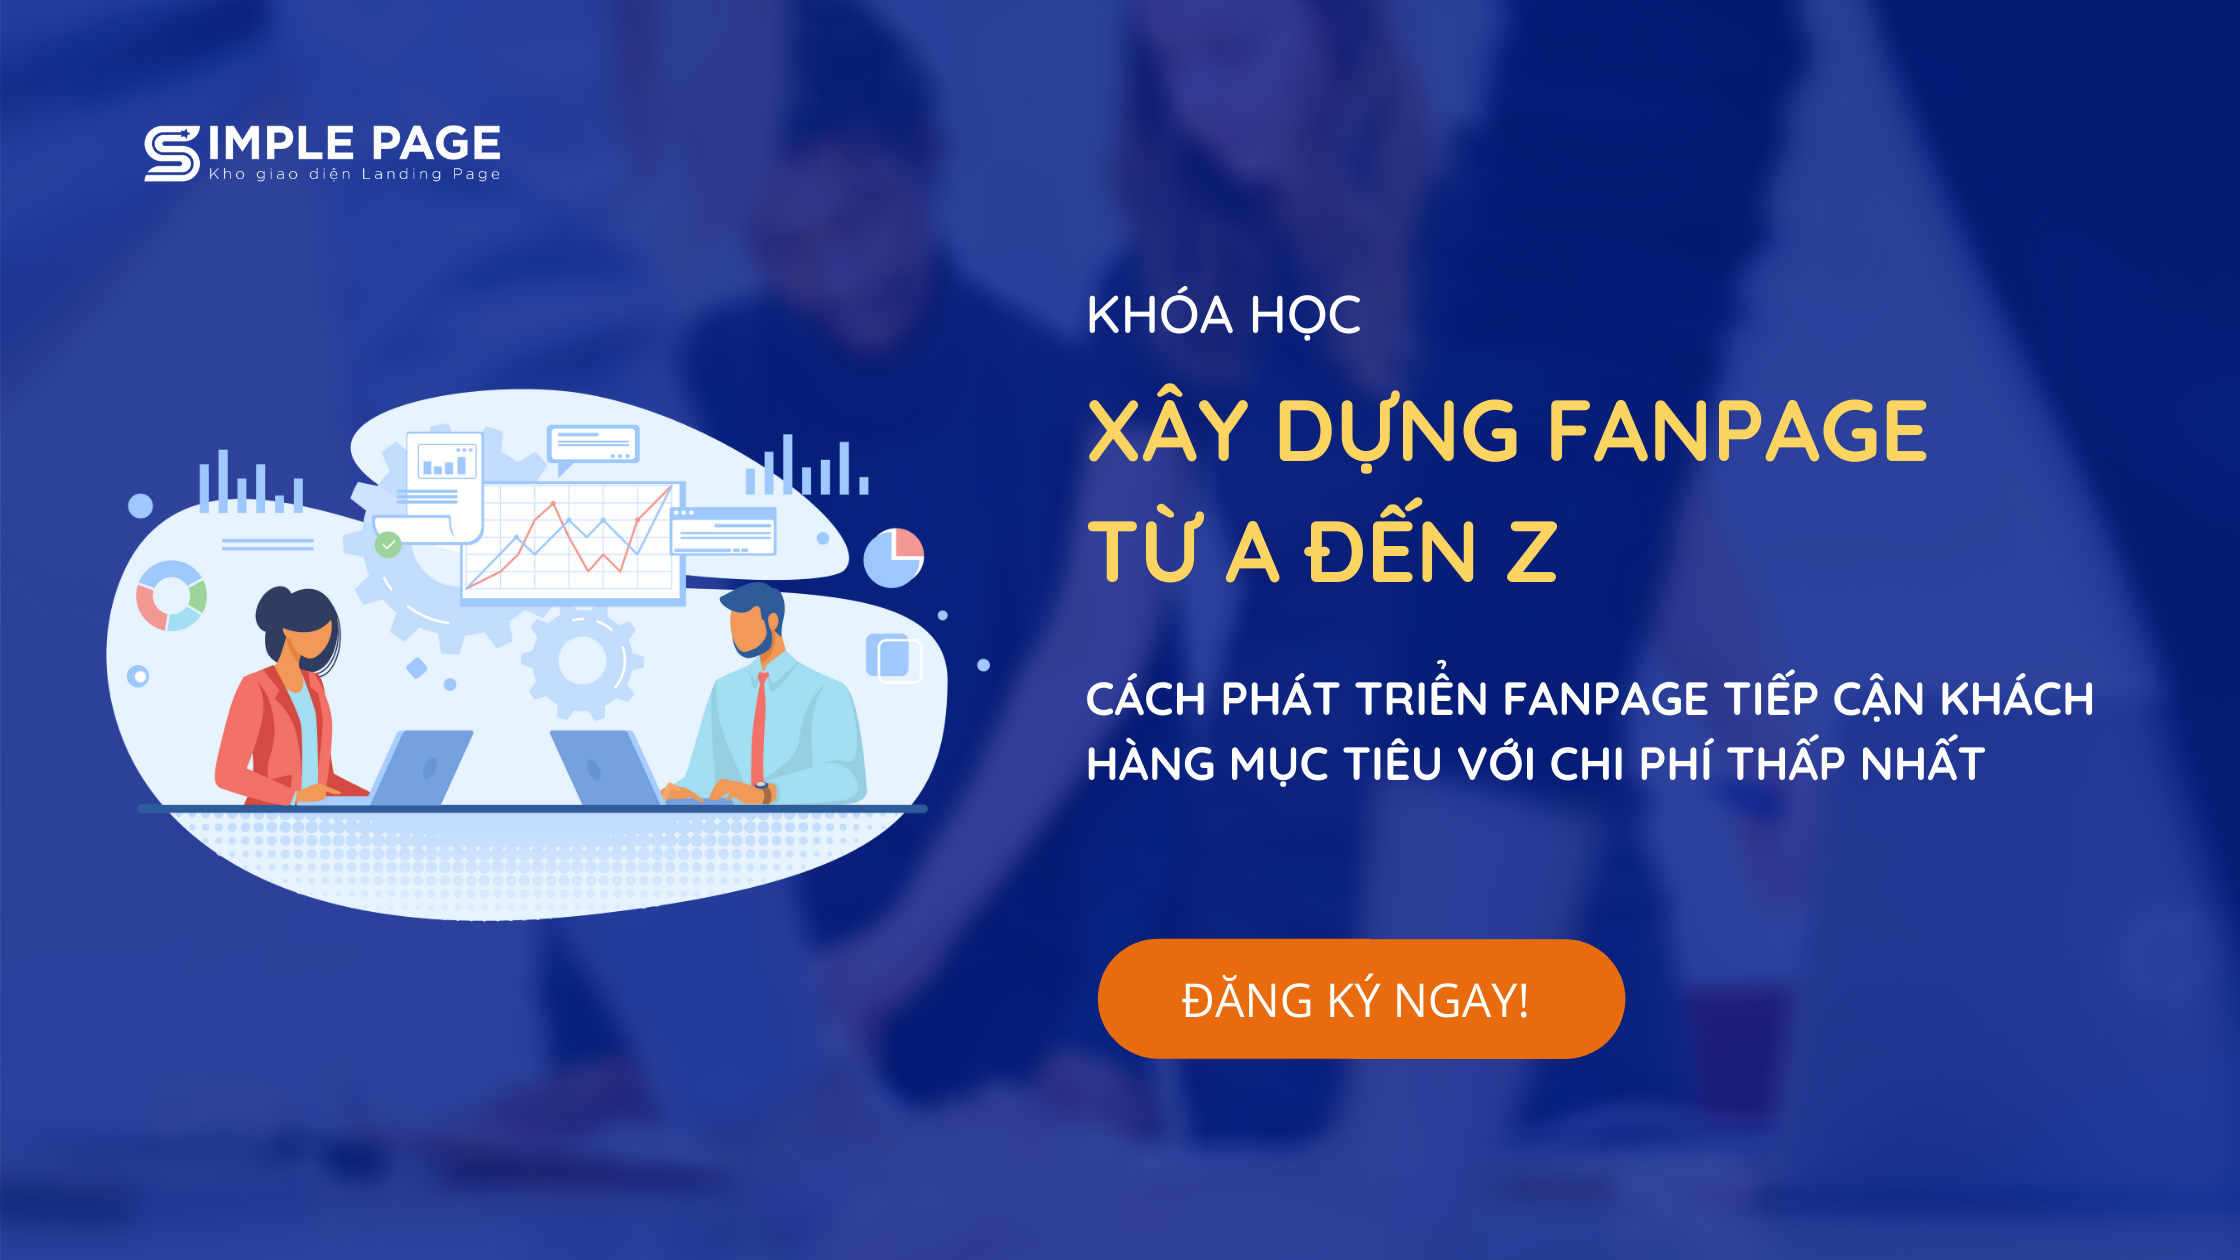 SIMPLE PAGE
Kho giao diện Landing Page
KHÓA HỌC
XÂY DỰNG FANPAGE
TỪ A ĐẾN Z
CÁCH PHÁT TRIỂN FANPAGE TIẾP CẬN KHÁCH
HÀNG MỤC TIÊU VỚI CHI PHÍ THẤP NHẤT
ĐĂNG KÝ NGAY!